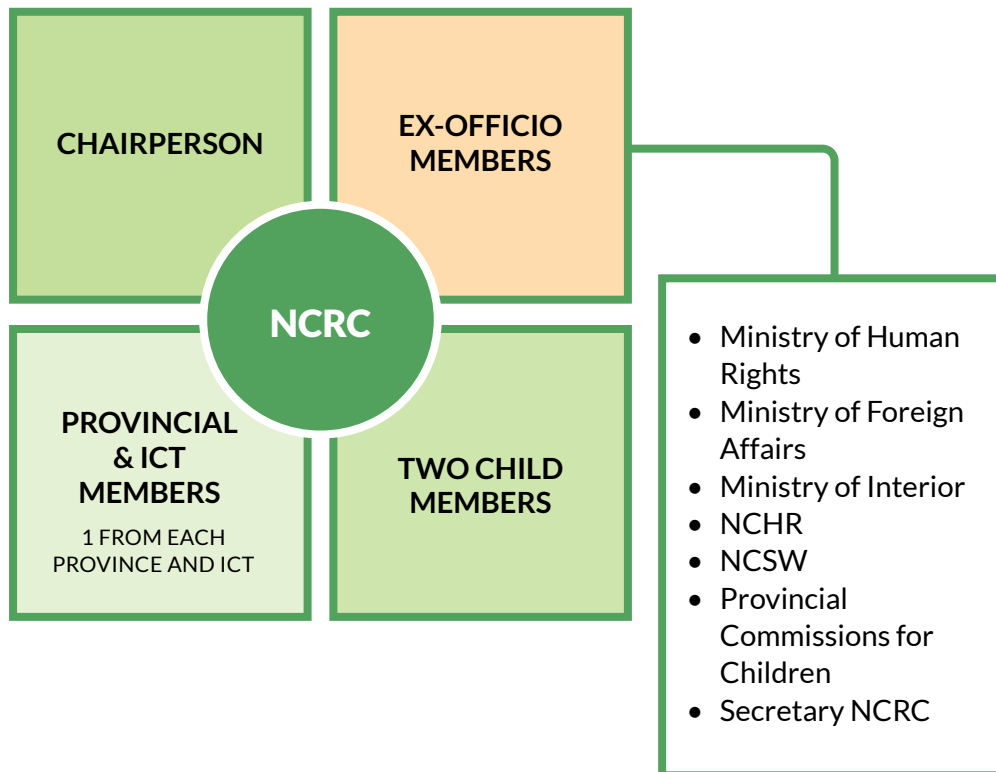 CHAIRPERSON
EX-OFFICIO
MEMBERS
NCRC
PROVINCIAL
& ICT
MEMBERS
1 FROM EACH
PROVINCE AND ICT
TWO CHILD
MEMBERS
• Ministry of Human
Rights
• Ministry of Foreign
Affairs
• Ministry of Interior
• NCHR
• NCSW
• Provincial
Commissions for
Children
• Secretary NCRC